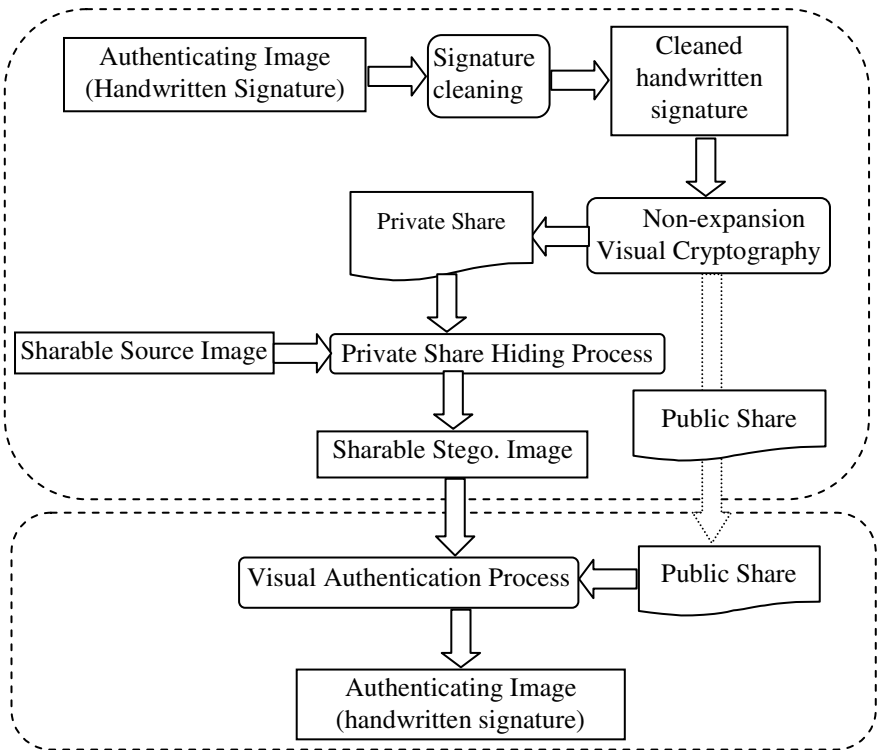 Authenticating Image
(Handwritten Signature)
Signature
cleaning
Cleaned
handwritten
signature
Non-expansion
Visual Cryptography
Private Share
Sharable Source Image
Private Share Hiding Process
Public Share
Sharable Stego. Image
Visual Authentication Process
Public Share
Authenticating Image
(handwritten signature)